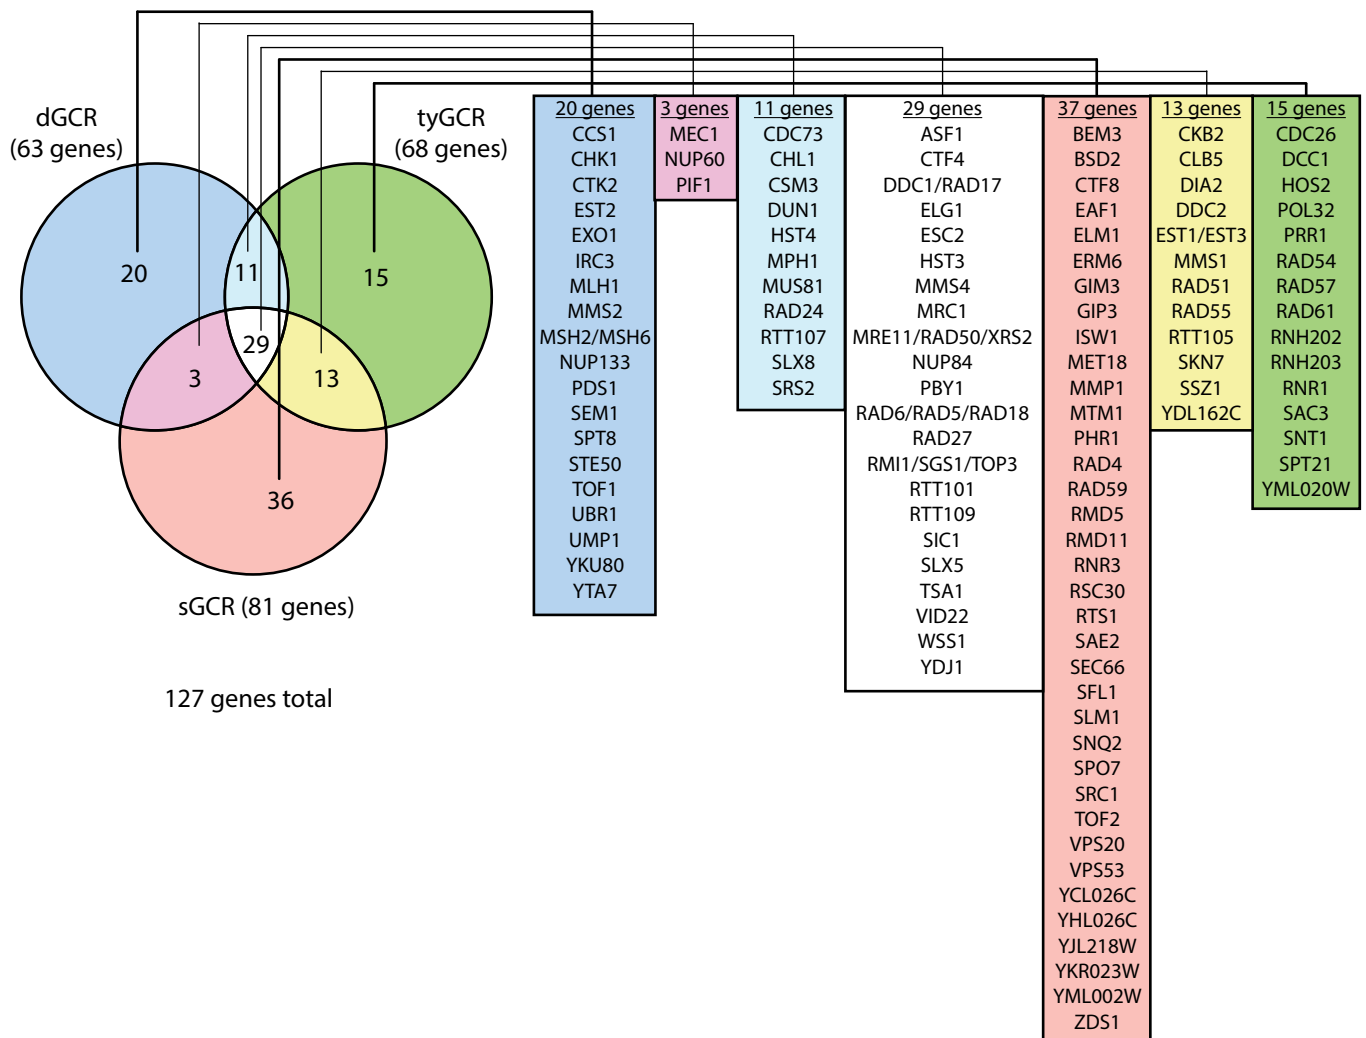 dGCR
(63 genes)
tyGCR
(68 genes)
20
11
15
29
3
13
36
sGCR (81 genes)
127 genes total
20 genes
CCS1
CHK1
CTK2
EST2
EXO1
IRC3
MLH1
MMS2
MSH2/MSH6
NUP133
PDS1
SEM1
SPT8
STE50
TOF1
UBR1
UMP1
YKU80
YTA7
3 genes
MEC1
NUP60
PIF1
11 genes
CDC73
CHL1
CSM3
DUN1
HST4
MPH1
MUS81
RAD24
RTT107
SLX8
SRS2
29 genes
ASF1
CTF4
DDC1/RAD17
ELG1
ESC2
HST3
MMS4
MRC1
MRE11/RAD50/XRS2
NUP84
PBY1
RAD6/RAD5/RAD18
RAD27
RMI1/SGS1/TOP3
RTT101
RTT109
SIC1
SLX5
TSA1
VID22
WSS1
YDJ1
37 genes
BEM3
BSD2
CTF8
EAF1
ELM1
ERM6
GIM3
GIP3
ISW1
MET18
MMP1
MTM1
PHR1
RAD4
RAD59
RMD5
RMD11
RNR3
RSC30
RTS1
SAE2
SEC66
SFL1
SLM1
SNQ2
SPO7
SRC1
TOF2
VPS20
VPS53
YCL026C
YHL026C
YJL218W
YKR023W
YML002W
ZDS1
13 genes
CKB2
CLB5
DIA2
DDC2
EST1/EST3
MMS1
RAD51
RAD55
RTT105
SKN7
SSZ1
YDL162C
15 genes
CDC26
DCC1
HOS2
POL32
PRR1
RAD54
RAD57
RAD61
RNH202
RNH203
RNR1
SAC3
SNT1
SPT21
YML020W